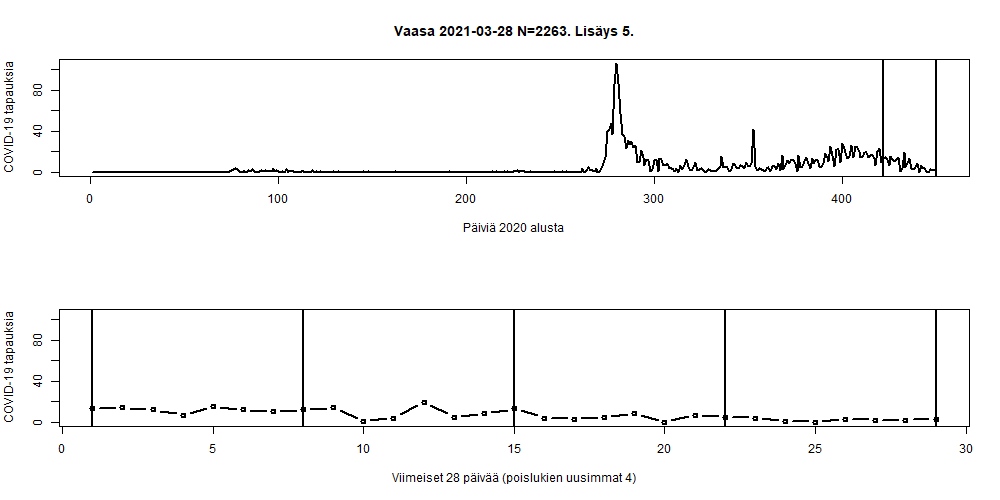 Vaasa 2021-03-28 N=2263. Lisäys 5.
COVID-19 tapauksia
0 40 80
0 100 200 300 400
Päiviä 2020 alusta
COVID-19 tapauksia
0 40 80
0 5 10 15 20 25 30
Viimeiset 28 päivää (poislukien uusimmat 4)